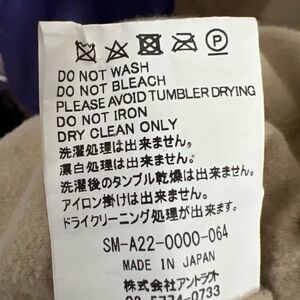 DO NOT WASH
DO NOT BLEACH
PLEASE AVOID TUMBLER DRYING
DO NOT IRON
DRY CLEAN ONLY
洗濯処理は出来ません。
漂白処理は出来ません。
洗濯後のタンブル乾燥は出来ません。
アイロン掛けは出来ません。
ドライクリーニング処理が出来ます。
SM-A22-0000-064
MADE IN JAPAN
株式会社アントラオ
03-5774-0733